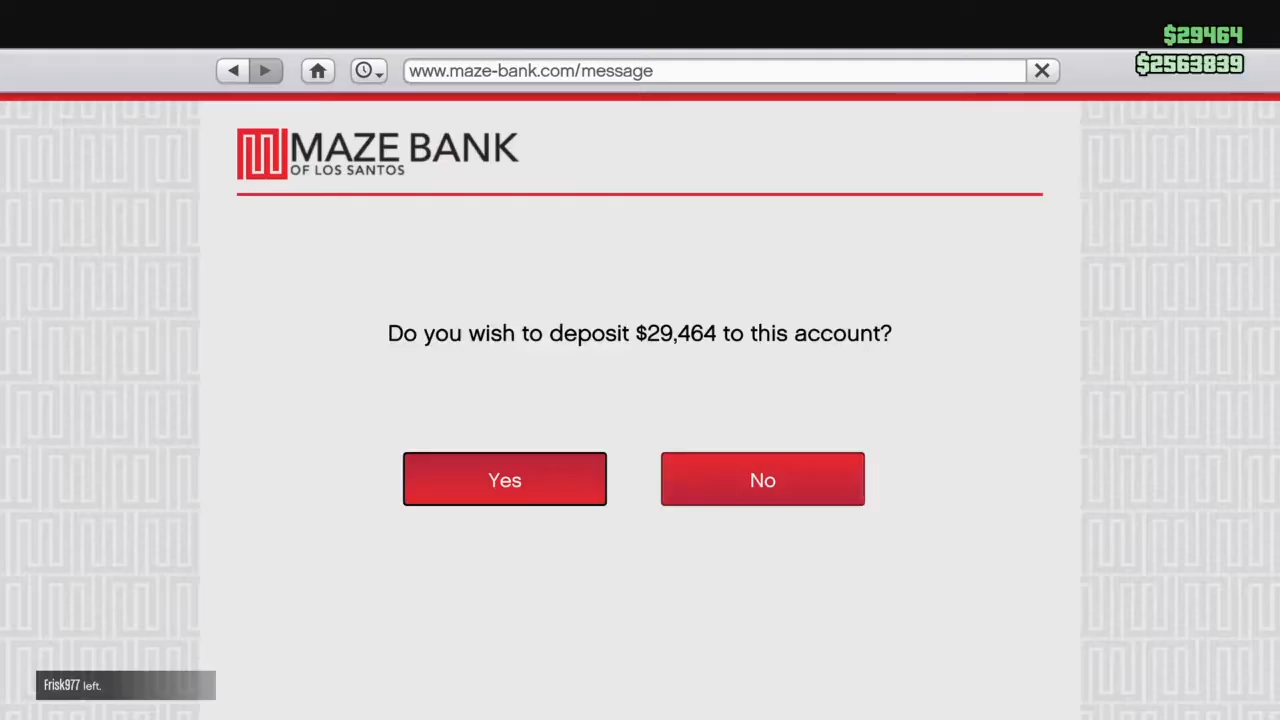 $29464
$2563839
www.maze-bank.com/message
MAZE BANK
OF LOS SANTOS
Do you wish to deposit $29,464 to this account?
Yes
No
Frisk977 left.